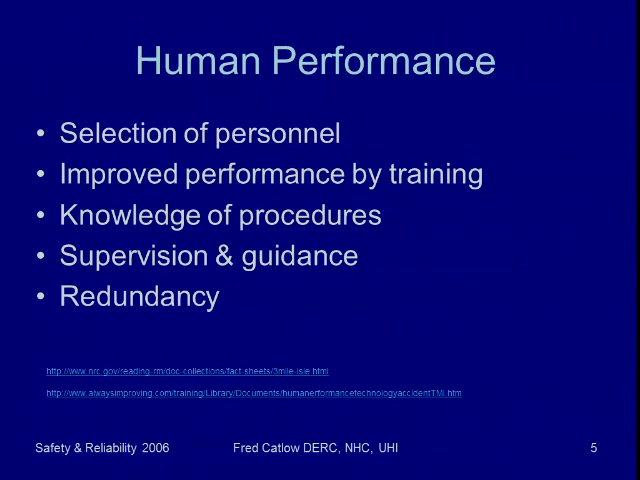 Human Performance
• Selection of personnel
• Improved performance by training
• Knowledge of procedures
• Supervision & guidance
• Redundancy
http://www.nrc.gov/reading-rm/doc-collections/fact-sheets/3mile-isle.html
http://www.alwaysimproving.com/training/Library/Documents/humanerformancetechnologyaccidentTMI.htm
Safety & Reliability 2006 Fred Catlow DERC, NHC, UHI 5